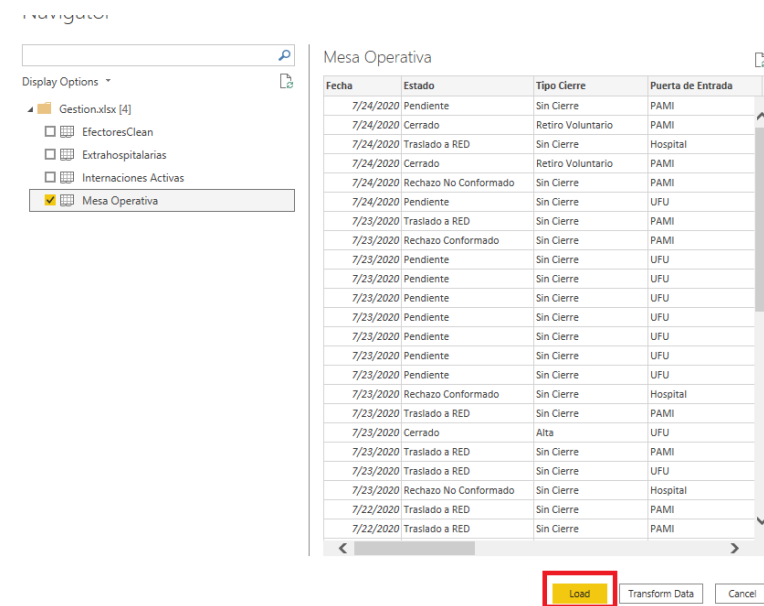 Navigator
Display Options
Gestion.xlsx [4]
EfectoresClean
Extrahospitalarias
Internaciones Activas
Mesa Operativa
Mesa Operativa
Fecha Estado Tipo Cierre Puerta de Entrada
7/24/2020 Pendiente Sin Cierre PAMI
7/24/2020 Cerrado Retiro Voluntario PAMI
7/24/2020 Traslado a RED Sin Cierre Hospital
7/24/2020 Cerrado Retiro Voluntario PAMI
7/24/2020 Rechazo No Conformado Sin Cierre PAMI
7/24/2020 Pendiente Sin Cierre UFU
7/23/2020 Traslado a RED Sin Cierre PAMI
7/23/2020 Rechazo Conformado Sin Cierre PAMI
7/23/2020 Pendiente Sin Cierre UFU
7/23/2020 Pendiente Sin Cierre UFU
7/23/2020 Pendiente Sin Cierre UFU
7/23/2020 Pendiente Sin Cierre UFU
7/23/2020 Pendiente Sin Cierre UFU
7/23/2020 Pendiente Sin Cierre UFU
7/23/2020 Pendiente Sin Cierre UFU
7/23/2020 Rechazo Conformado Sin Cierre Hospital
7/23/2020 Traslado a RED Sin Cierre PAMI
7/23/2020 Cerrado Alta UFU
7/23/2020 Traslado a RED Sin Cierre PAMI
7/23/2020 Traslado a RED Sin Cierre UFU
7/23/2020 Rechazo No Conformado Sin Cierre Hospital
7/22/2020 Traslado a RED Sin Cierre PAMI
7/22/2020 Traslado a RED Sin Cierre PAMI
Load Transform Data Cancel